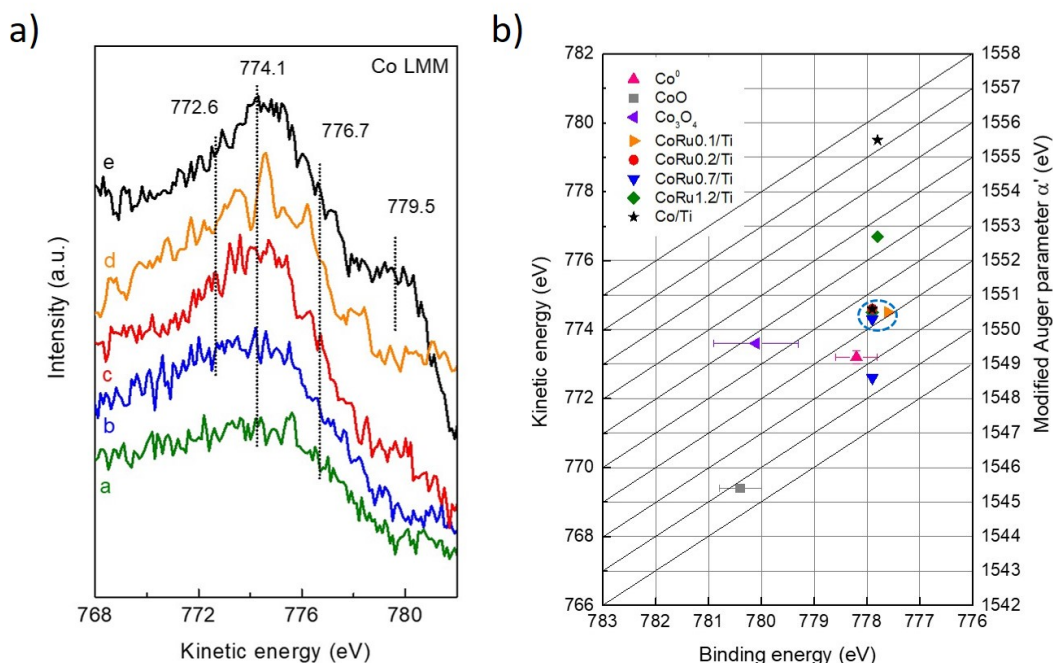 a)
Co LMM
774.1
772.6
776.7
779.5
e
d
c
b
a
Intensity (a.u.)
768
772
776
780
Kinetic energy (eV)
b)
Co⁰
CoO
Co₃O₄
CoRu0.1/Ti
CoRu0.2/Ti
CoRu0.7/Ti
CoRu1.2/Ti
Co/Ti
782
780
778
776
774
772
770
768
766
Kinetic energy (eV)
783
782
781
780
779
778
777
776
Binding energy (eV)
1558
1557
1556
1555
1554
1553
1552
1551
1550
1549
1548
1547
1546
1545
1544
1543
1542
Modified Auger parameter α' (eV)